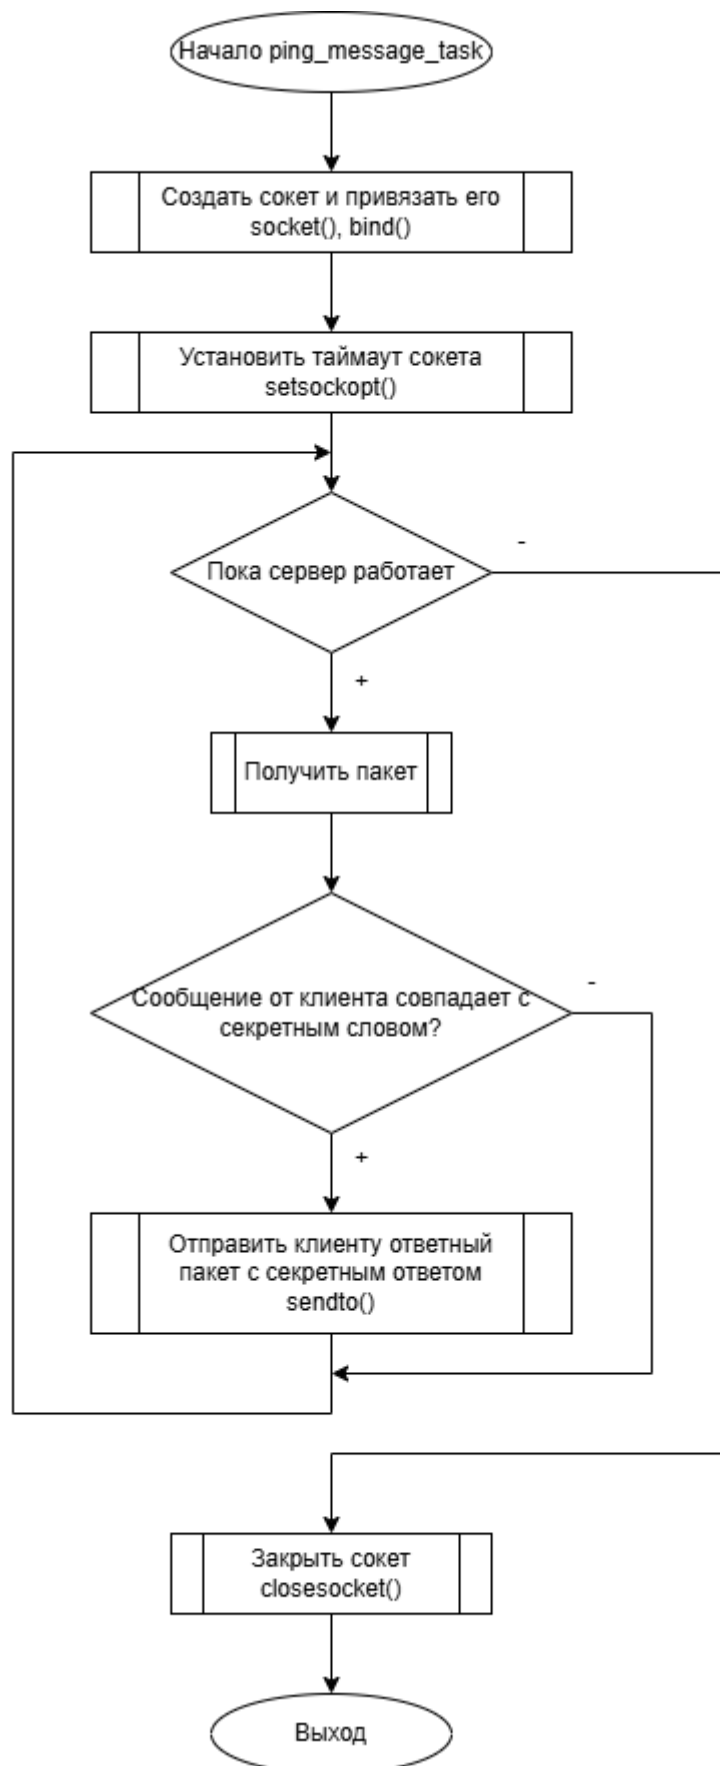 Начало ping_message_task
Создать сокет и привязать его
socket(), bind()
Установить таймаут сокета
setsockopt()
-
Пока сервер работает
+
Получить пакет
-
Сообщение от клиента совпадает с
секретным словом?
+
Отправить клиенту ответный
пакет с секретным ответом
sendto()
Закрыть сокет
closesocket()
Выход